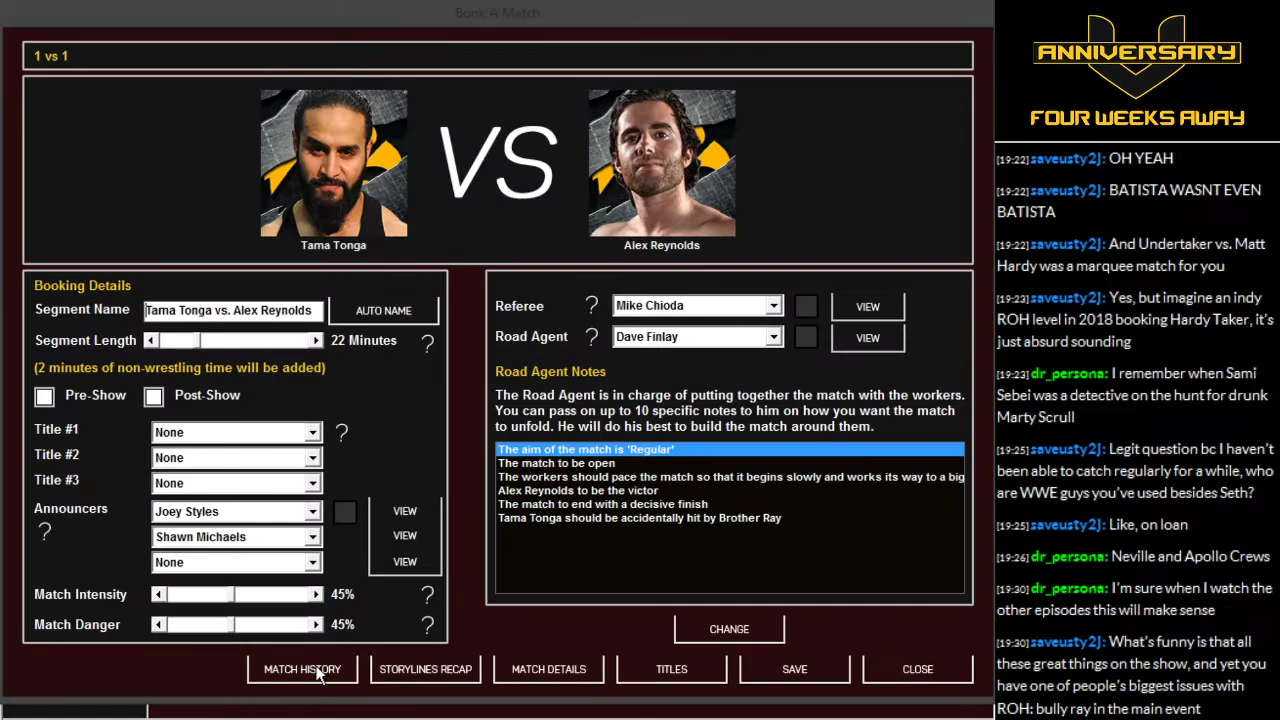 Book A Match
1 vs 1
VS
Tama Tonga
Alex Reynolds
Booking Details
Segment Name
Tama Tonga vs. Alex Reynolds
AUTO NAME
Segment Length
22 Minutes
?
(2 minutes of non-wrestling time will be added)
Pre-Show
Post-Show
Title #1
None
?
Title #2
None
Title #3
None
Announcers
Joey Styles
VIEW
?
Shawn Michaels
VIEW
None
VIEW
Match Intensity
45%
?
Match Danger
45%
?
Referee
?
Mike Chioda
VIEW
Road Agent
?
Dave Finlay
VIEW
Road Agent Notes
The Road Agent is in charge of putting together the match with the workers.
You can pass on up to 10 specific notes to him on how you want the match
to unfold. He will do his best to build the match around them.
The aim of the match is 'Regular'
The match to be open
The workers should pace the match so that it begins slowly and works its way to a big
Alex Reynolds to be the victor
The match to end with a decisive finish
Tama Tonga should be accidentally hit by Brother Ray
CHANGE
MATCH HISTORY
STORYLINES RECAP
MATCH DETAILS
TITLES
SAVE
CLOSE
ANNIVERSARY
V
FOUR WEEKS AWAY
[19:22] saveusty2J: OH YEAH
[19:22] saveusty2J: BATISTA WASNT EVEN
BATISTA
[19:22] saveusty2J: And Undertaker vs. Matt
Hardy was a marquee match for you
[19:23] saveusty2J: Yes, but imagine an indy
ROH level in 2018 booking Hardy Taker, it's
just absurd sounding
[19:23] dr_persona: I remember when Sami
Sebei was a detective on the hunt for drunk
Marty Scrull
[19:25] saveusty2J: Legit question bc I haven't
been able to catch regularly for a while, who
are WWE guys you've used besides Seth?
[19:25] saveusty2J: Like, on loan
[19:26] dr_persona: Neville and Apollo Crews
[19:30] dr_persona: I'm sure when I watch the
other episodes this will make sense
[19:30] saveusty2J: What's funny is that all
these great things on the show, and yet you
have one of people's biggest issues with
ROH: bully ray in the main event